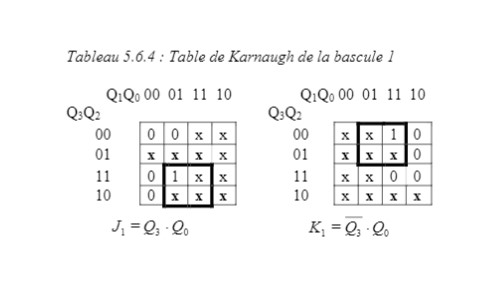 Tableau 5.6.4 : Table de Karnaugh de la bascule 1
Q₁Q₀ 00 01 11 10
Q₃Q₂
00 0 0 x x
01 x x x x
11 0 1 x x
10 0 x x x
J₁ = Q₃ · Q₀
Q₁Q₀ 00 01 11 10
Q₃Q₂
00 x x 1 0
01 x x x 0
11 x x 0 0
10 x x x x
K₁ = Q̅₃ · Q₀